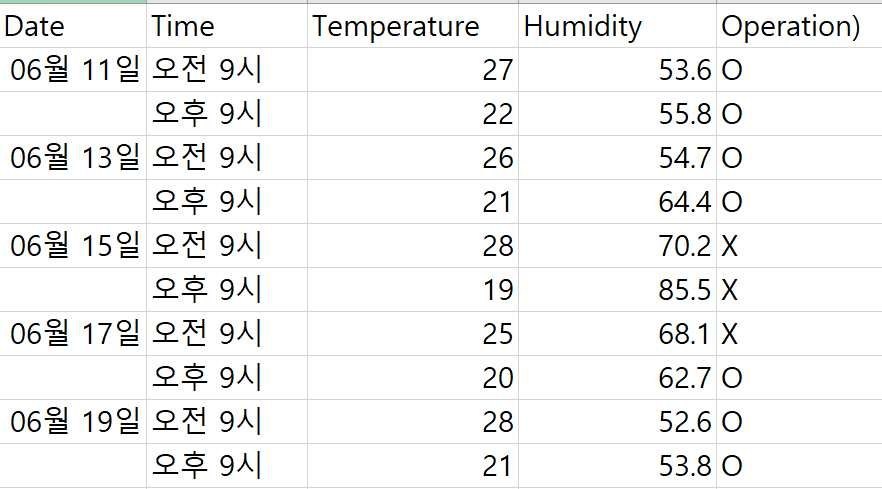 Date Time Temperature Humidity Operation)
06월 11일 오전 9시 27 53.6 O
오후 9시 22 55.8 O
06월 13일 오전 9시 26 54.7 O
오후 9시 21 64.4 O
06월 15일 오전 9시 28 70.2 X
오후 9시 19 85.5 X
06월 17일 오전 9시 25 68.1 X
오후 9시 20 62.7 O
06월 19일 오전 9시 28 52.6 O
오후 9시 21 53.8 O